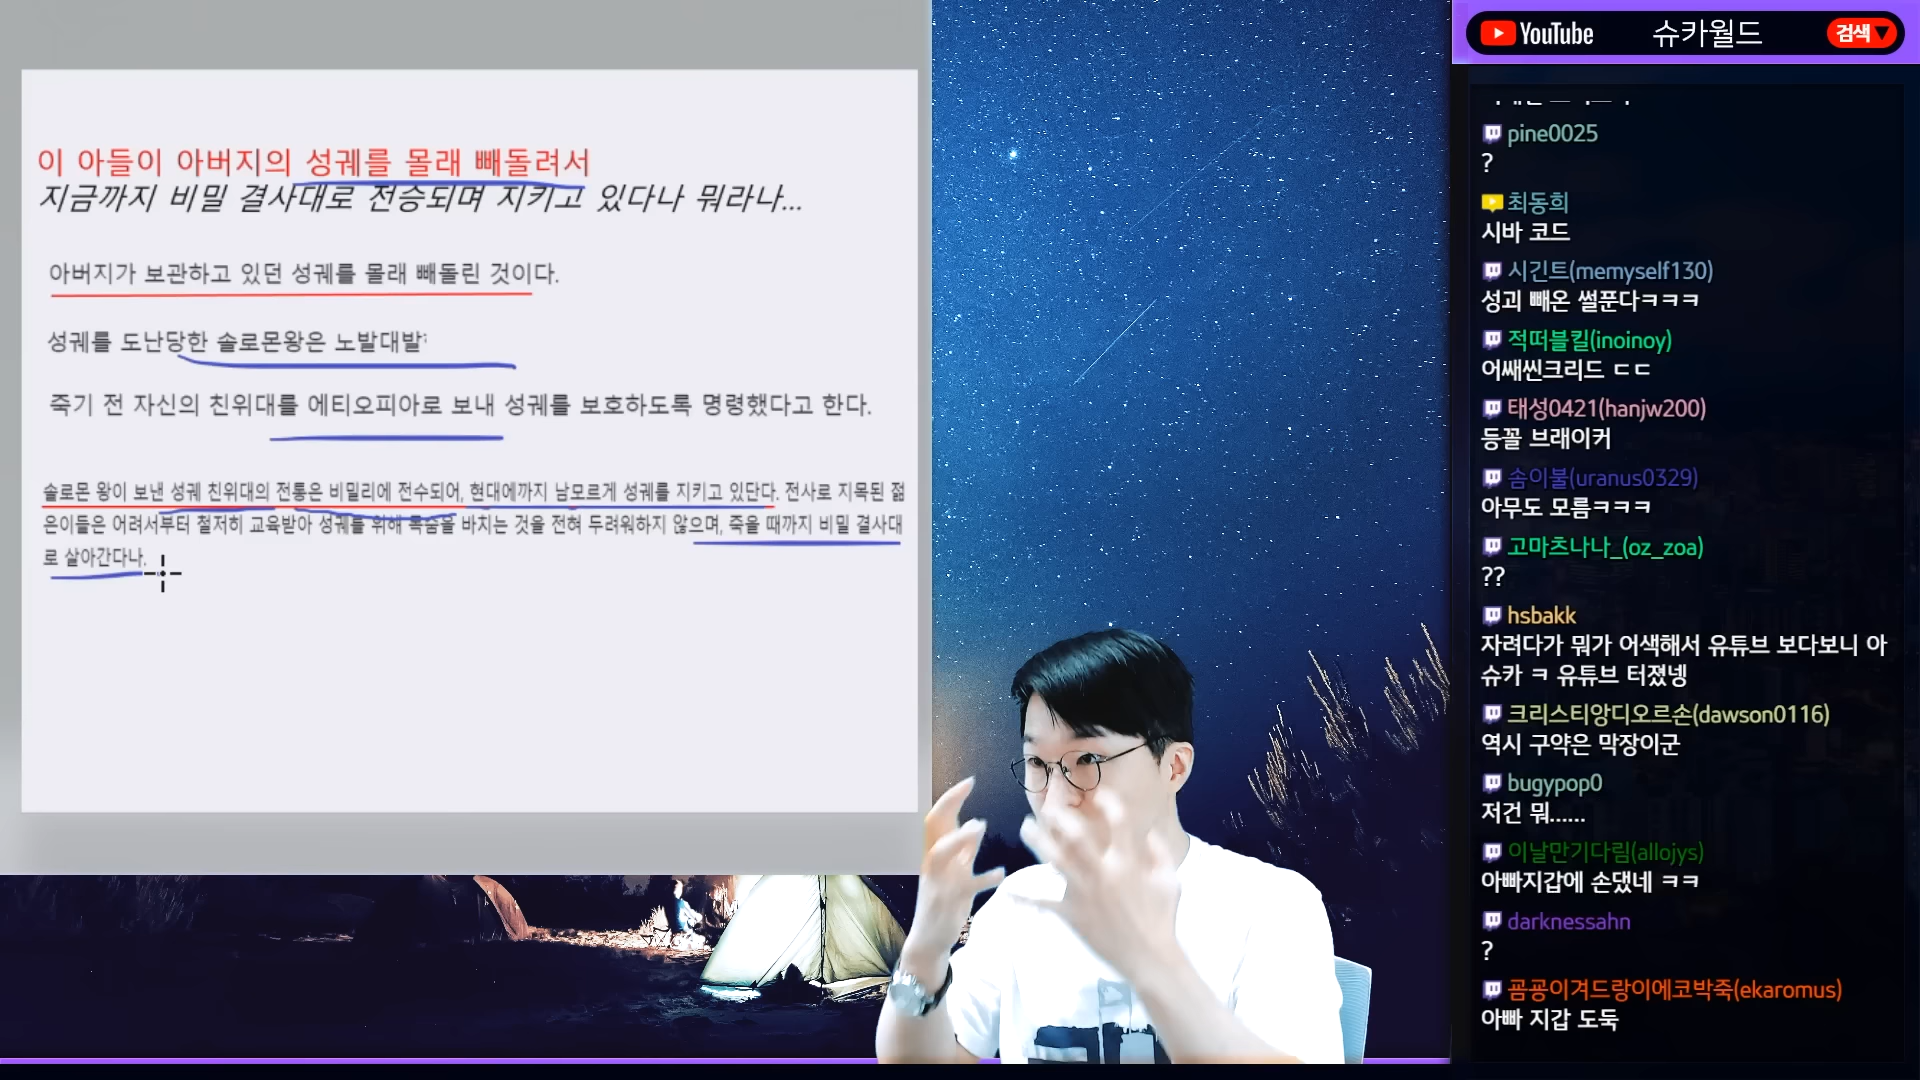 이 아들이 아버지의 성궤를 몰래 빼돌려서
지금까지 비밀 결사대로 전승되며 지키고 있다나 뭐라나...
아버지가 보관하고 있던 성궤를 몰래 빼돌린 것이다.
성궤를 도난당한 솔로몬왕은 노발대발
죽기 전 자신의 친위대를 에티오피아로 보내 성궤를 보호하도록 명령했다고 한다.
솔로몬 왕이 보낸 성궤 친위대의 전통은 비밀리에 전수되어, 현대에까지 남모르게 성궤를 지키고 있단다. 전사로 지목된 젊
은이들은 어려서부터 철저히 교육받아 성궤를 위해 목숨을 바치는 것을 전혀 두려워하지 않으며, 죽을 때까지 비밀 결사대
로 살아간다나.
YouTube 슈카월드 검색▼
pine0025
?
최동희
시바 코드
시긴트(memyself130)
성괴 빼온 썰푼다ㅋㅋㅋ
적떠블킬(inoinoy)
어쌔씬크리드 ㄷㄷ
태성0421(hanjw200)
등꼴 브래이커
솜이불(uranus0329)
아무도 모름ㅋㅋㅋ
고마츠나나_(oz_zoa)
??
hsbakk
자려다가 뭐가 어색해서 유튜브 보다보니 아
슈카 ㅋ 유튜브 터졌넹
크리스티앙디오르손(dawson0116)
역시 구약은 막장이군
bugypop0
저건 뭐......
이날만기다림(allojys)
아빠지갑에 손댔네 ㅋㅋ
darknessahn
?
굠굥이겨드랑이에코박죽(ekaromus)
아빠 지갑 도둑